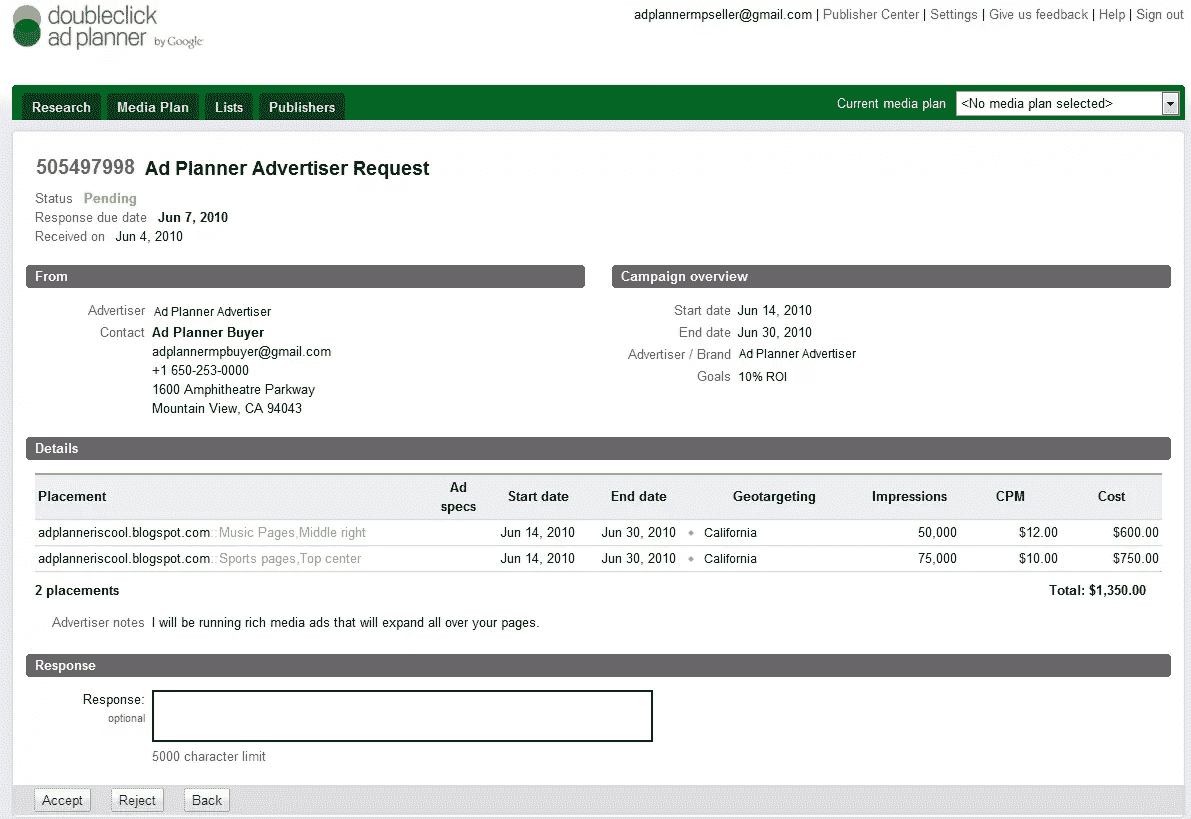 doubleclick
ad planner by Google
adplannermpseller@gmail.com | Publisher Center | Settings | Give us feedback | Help | Sign out
Research Media Plan Lists Publishers Current media plan <No media plan selected>
505497998 Ad Planner Advertiser Request
Status Pending
Response due date Jun 7, 2010
Received on Jun 4, 2010
From
Advertiser Ad Planner Advertiser
Contact Ad Planner Buyer
adplannermpbuyer@gmail.com
+1 650-253-0000
1600 Amphitheatre Parkway
Mountain View, CA 94043
Campaign overview
Start date Jun 14, 2010
End date Jun 30, 2010
Advertiser / Brand Ad Planner Advertiser
Goals 10% ROI
Details
Placement Ad specs Start date End date Geotargeting Impressions CPM Cost
adplanneriscool.blogspot.com::Music Pages,Middle right Jun 14, 2010 Jun 30, 2010 California 50,000 $12.00 $600.00
adplanneriscool.blogspot.com::Sports pages,Top center Jun 14, 2010 Jun 30, 2010 California 75,000 $10.00 $750.00
2 placements Total: $1,350.00
Advertiser notes I will be running rich media ads that will expand all over your pages.
Response
Response:
optional
5000 character limit
Accept Reject Back